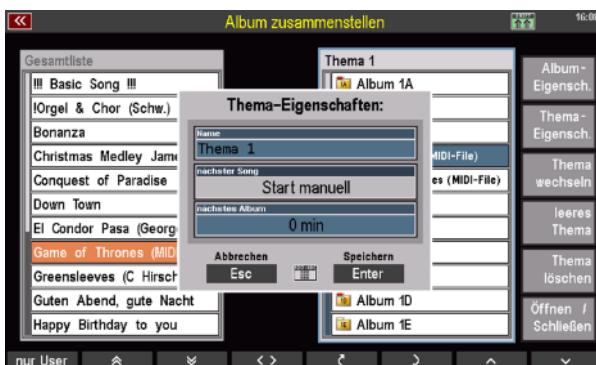 Album zusammenstellen
16:00
Gesamtliste
!!! Basic Song !!!
!Orgel & Chor (Schw.)
Bonanza
Christmas Medley Jame
Conquest of Paradise
Down Town
El Condor Pasa (Georg
Game of Thrones (MID
Greensleeves (C Hirsch
Guten Abend, gute Nacht
Happy Birthday to you
Thema 1
Album 1A
MIDI-File)
es (MIDI-File)
Album 1D
Album 1E
Thema-Eigenschaften:
Name
Thema 1
nächster Song
Start manuell
nächstes Album
0 min
Abbrechen
Speichern
Esc
Enter
Album-
Eigensch.
Thema-
Eigensch.
Thema
wechseln
leeres
Thema
Thema
löschen
Öffnen /
Schließen
nur User